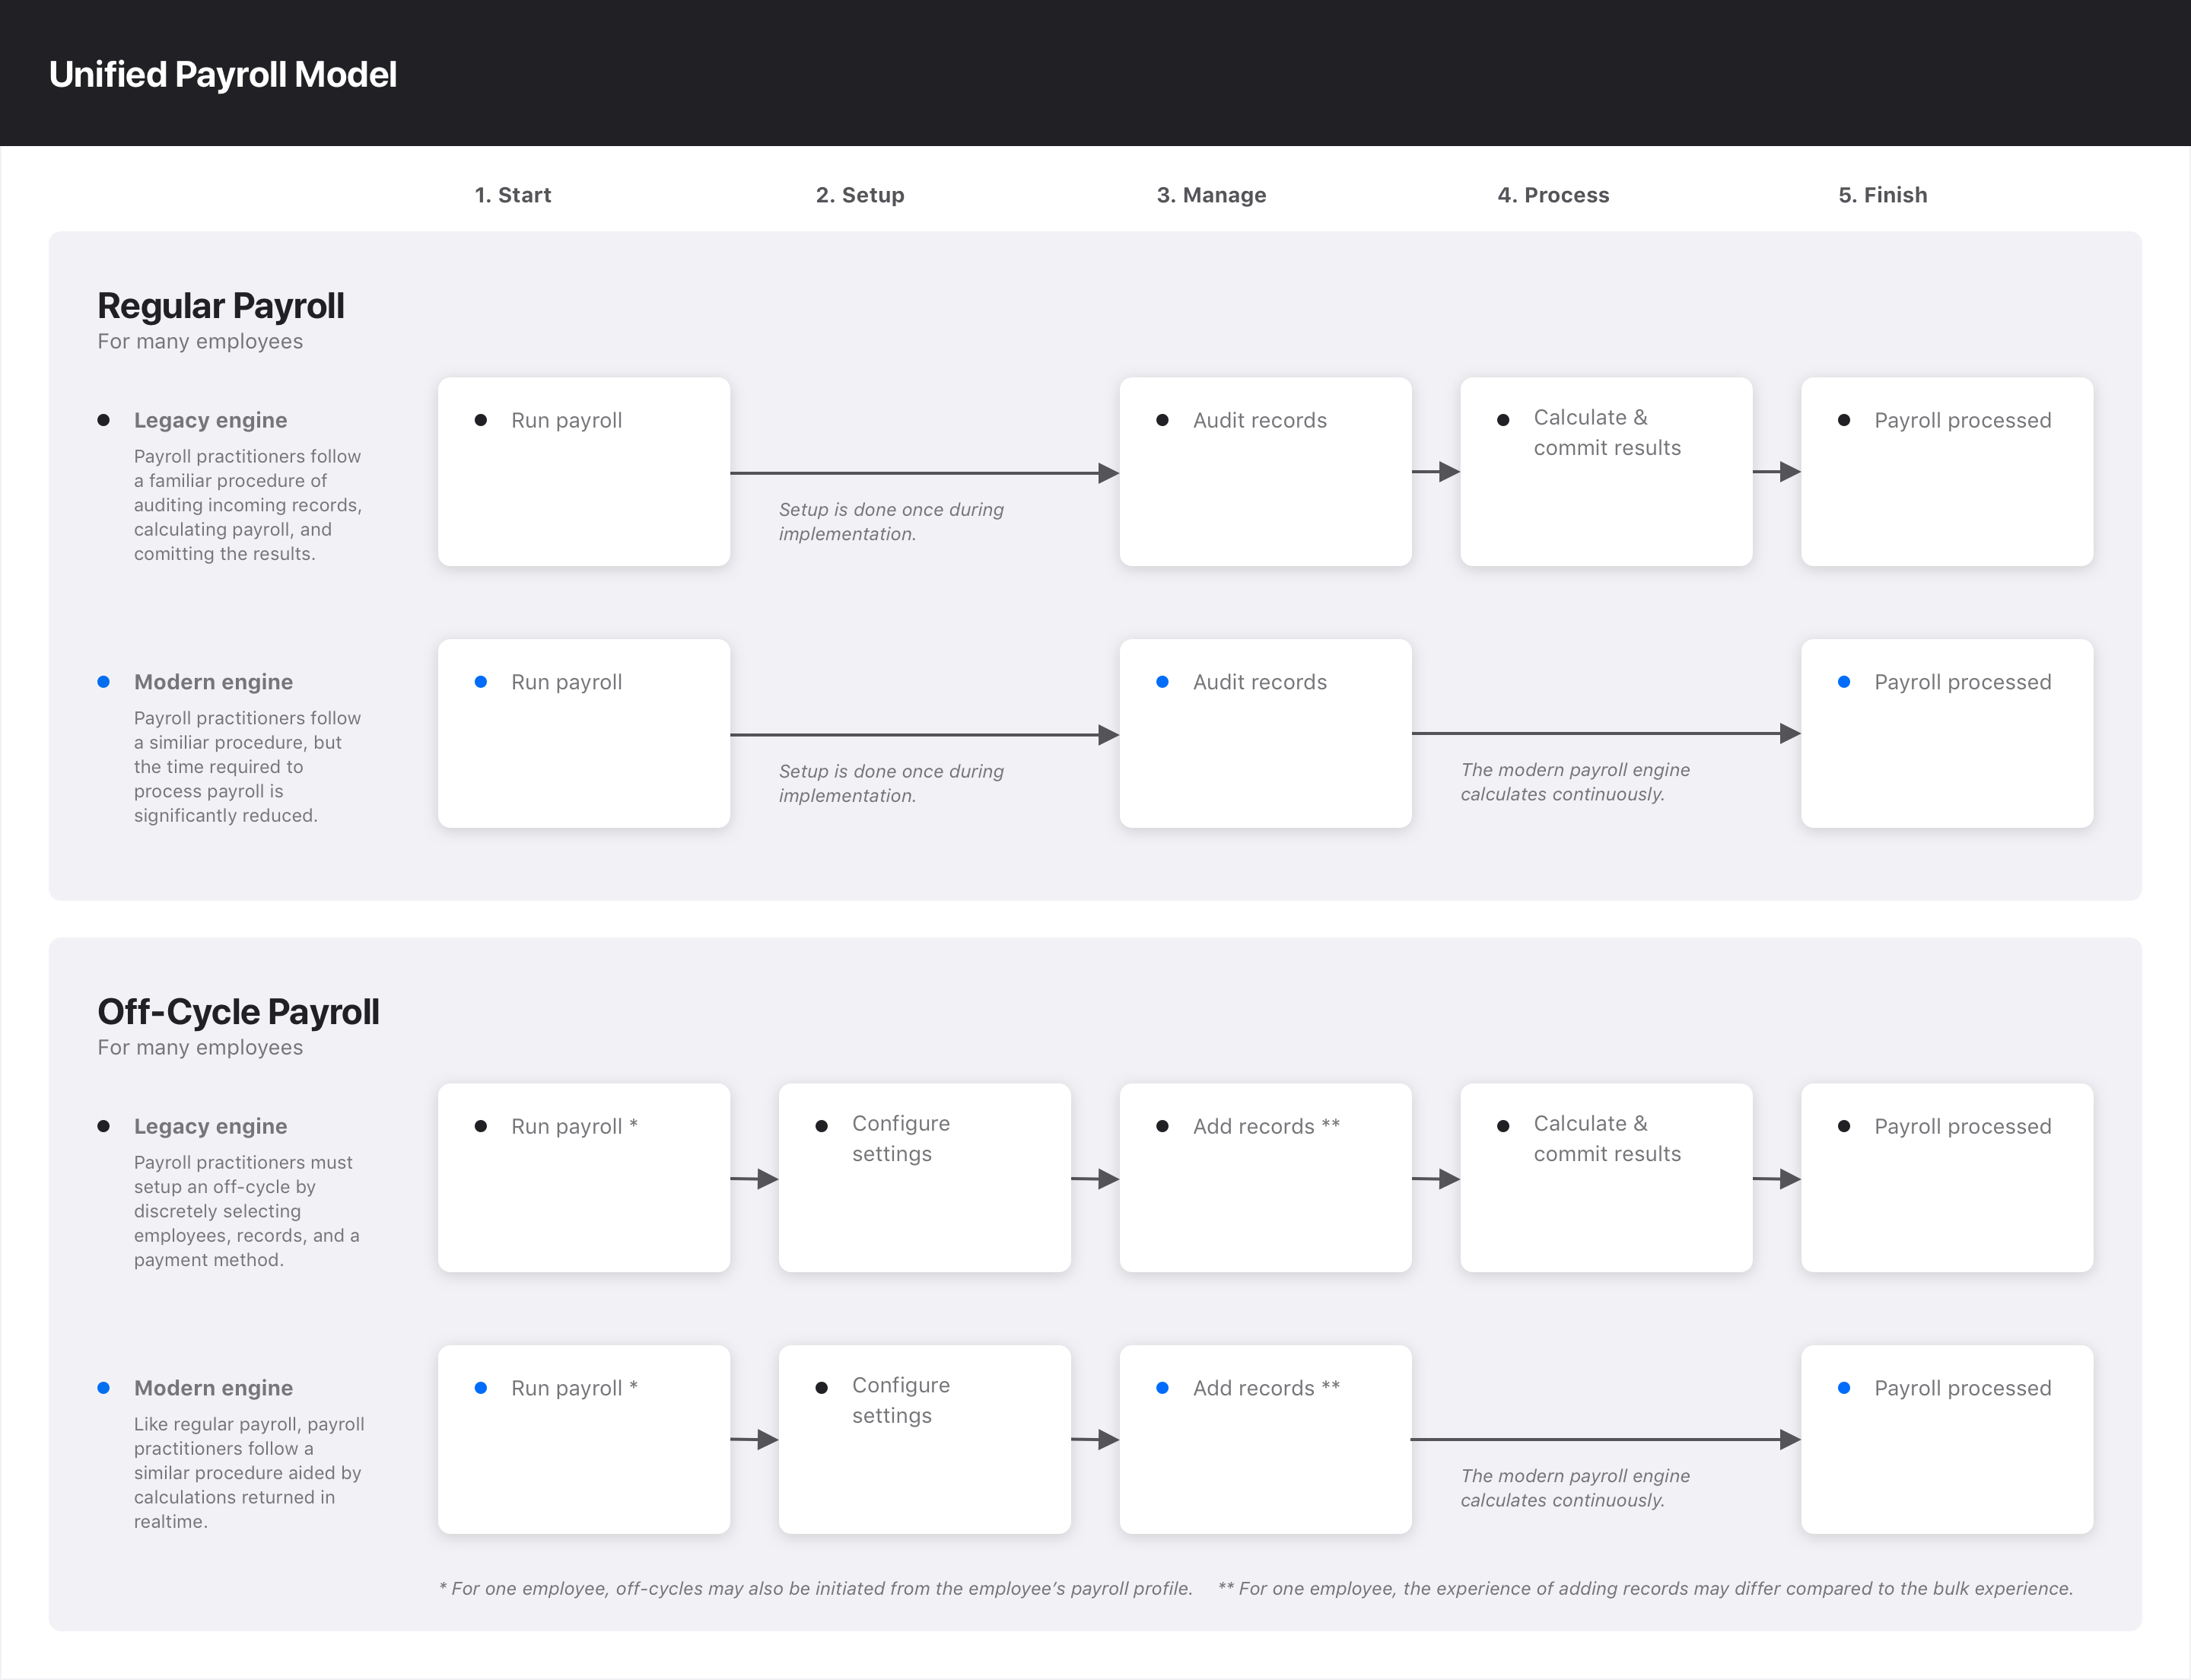 Unified Payroll Model
1. Start
2. Setup
3. Manage
4. Process
5. Finish
Regular Payroll
For many employees
Legacy engine
Payroll practitioners follow
a familiar procedure of
auditing incoming records,
calculating payroll, and
comitting the results.
Run payroll
Setup is done once during
implementation.
Audit records
Calculate &
commit results
Payroll processed
Modern engine
Payroll practitioners follow
a similiar procedure, but
the time required to
process payroll is
significantly reduced.
Run payroll
Setup is done once during
implementation.
Audit records
The modern payroll engine
calculates continuously.
Payroll processed
Off-Cycle Payroll
For many employees
Legacy engine
Payroll practitioners must
setup an off-cycle by
discretely selecting
employees, records, and a
payment method.
Run payroll *
Configure
settings
Add records **
Calculate &
commit results
Payroll processed
Modern engine
Like regular payroll, payroll
practitioners follow a
similar procedure aided by
calculations returned in
realtime.
Run payroll *
Configure
settings
Add records **
The modern payroll engine
calculates continuously.
Payroll processed
* For one employee, off-cycles may also be initiated from the employee’s payroll profile.
** For one employee, the experience of adding records may differ compared to the bulk experience.